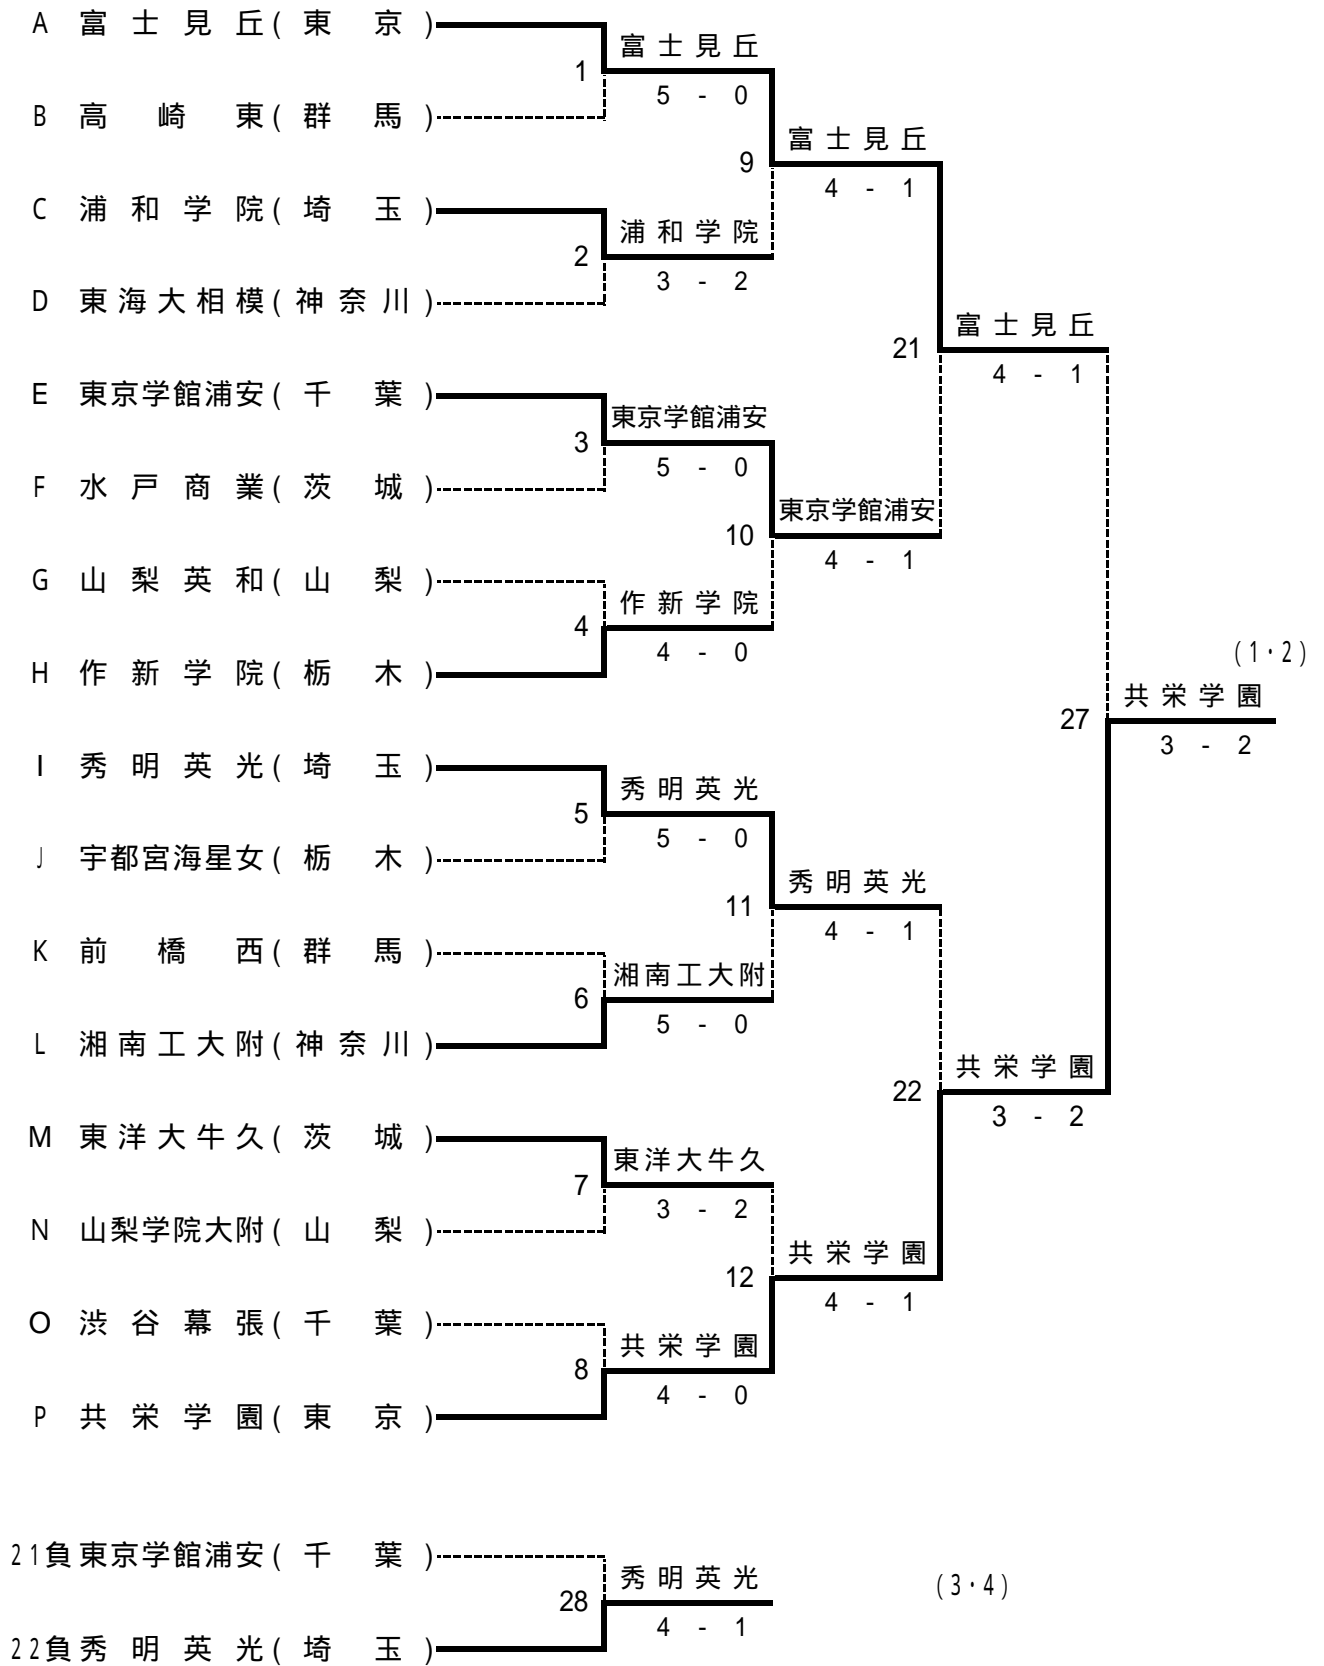 A 富士見丘(東京)
富士見丘
1
5 - 0
B 高崎東(群馬)
富士見丘
9
4 - 1
C 浦和学院(埼玉)
浦和学院
2
3 - 2
D 東海大相模(神奈川)
富士見丘
21
4 - 1
E 東京学館浦安(千葉)
東京学館浦安
3
5 - 0
F 水戸商業(茨城)
東京学館浦安
10
4 - 1
G 山梨英和(山梨)
作新学院
4
4 - 0
H 作新学院(栃木)
(1・2)
共栄学園
27
3 - 2
I 秀明英光(埼玉)
秀明英光
5
5 - 0
J 宇都宮海星女(栃木)
秀明英光
11
4 - 1
K 前橋西(群馬)
湘南工大附
6
5 - 0
L 湘南工大附(神奈川)
共栄学園
22
3 - 2
M 東洋大牛久(茨城)
東洋大牛久
7
3 - 2
N 山梨学院大附(山梨)
共栄学園
12
4 - 1
O 渋谷幕張(千葉)
共栄学園
8
4 - 0
P 共栄学園(東京)
21負東京学館浦安(千葉)
秀明英光
(3・4)
28
4 - 1
22負秀明英光(埼玉)